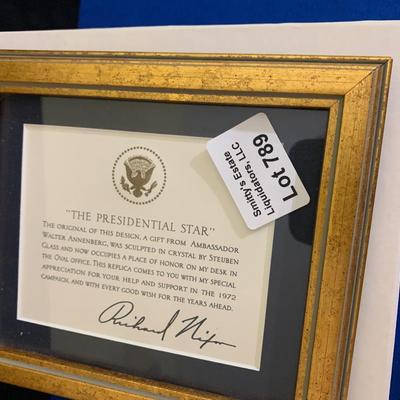 "THE PRESIDENTIAL STAR"
THE ORIGINAL OF THIS DESIGN, A GIFT FROM AMBASSADOR
WALTER ANNENBERG, WAS SCULPTED IN CRYSTAL BY STEUBEN
GLASS AND NOW OCCUPIES A PLACE OF HONOR ON MY DESK IN
THE OVAL OFFICE. THIS REPLICA COMES TO YOU WITH MY SPECIAL
APPRECIATION FOR YOUR HELP AND SUPPORT IN THE 1972
CAMPAIGN, AND WITH EVERY GOOD WISH FOR THE YEARS AHEAD.
Richard Nixon
Smitty's Estate
Liquidators, LLC
Lot 789